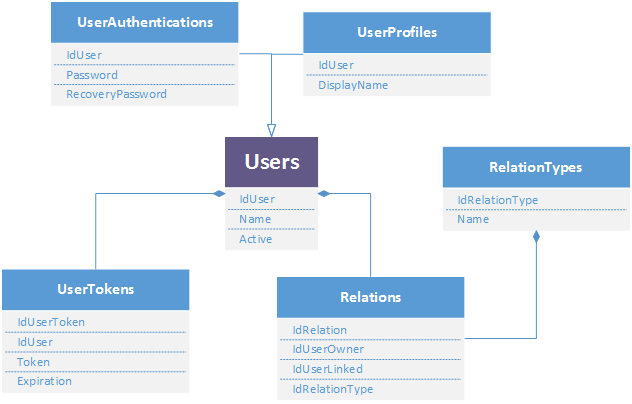 UserAuthentications
IdUser
Password
RecoveryPassword
UserProfiles
IdUser
DisplayName
Users
IdUser
Name
Active
RelationTypes
IdRelationType
Name
UserTokens
IdUserToken
IdUser
Token
Expiration
Relations
IdRelation
IdUserOwner
IdUserLinked
IdRelationType